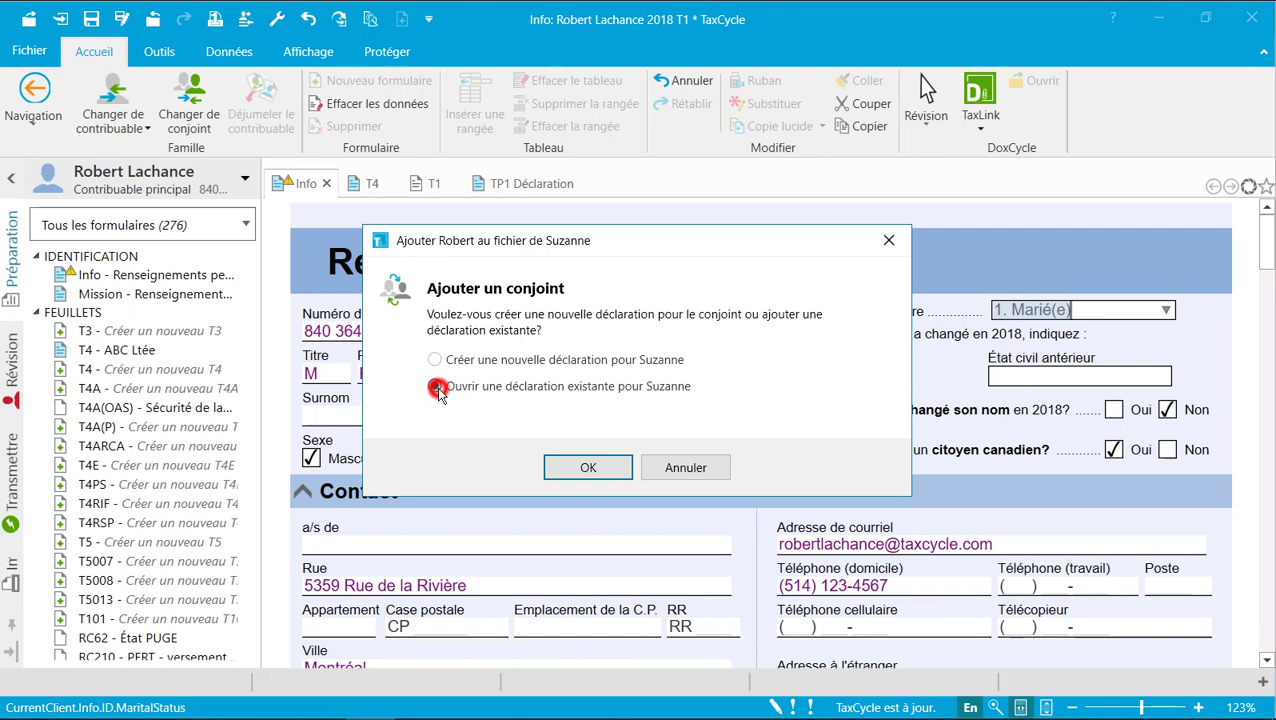 Info: Robert Lachance 2018 T1 * TaxCycle
Fichier Accueil Outils Données Affichage Protéger
Navigation
Changer de contribuable
Changer de conjoint
Déjumeler le contribuable
Famille
Nouveau formulaire
Effacer les données
Supprimer
Formulaire
Insérer une rangée
Effacer le tableau
Supprimer la rangée
Effacer la rangée
Tableau
Annuler
Rétablir
Ruban
Substituer
Copie lucide
Coller
Couper
Copier
Modifier
Révision
TaxLink
Ouvrir
DoxCycle
Robert Lachance
Contribuable principal 840...
Info T4 T1 TP1 Déclaration
Préparation
Révision
Transmettre
Tous les formulaires (276)
IDENTIFICATION
Info - Renseignements pe...
Mission - Renseignement...
FEUILLETS
T3 - Créer un nouveau T3
T4 - ABC Ltée
T4 - Créer un nouveau T4
T4A - Créer un nouveau T4A
T4A(OAS) - Sécurité de la...
T4A(P) - Créer un nouveau
T4ARCA - Créer un nouveau
T4E - Créer un nouveau T4E
T4PS - Créer un nouveau
T4RIF - Créer un nouveau
T4RSP - Créer un nouveau
T5 - Créer un nouveau T5
T5007 - Créer un nouveau
T5008 - Créer un nouveau
T5013 - Créer un nouveau
T101 - Créer un nouveau
RC62 - État PUGE
RC210 - PERT - versement...
Re
Numéro d
840 364
Titre
M
Surnom
Sexe
Masc
re
1. Marié(e)
a changé en 2018, indiquez :
État civil antérieur
hangé son nom en 2018? Oui Non
un citoyen canadien? Oui Non
Ajouter Robert au fichier de Suzanne
Ajouter un conjoint
Voulez-vous créer une nouvelle déclaration pour le conjoint ou ajouter une
déclaration existante?
Créer une nouvelle déclaration pour Suzanne
Ouvrir une déclaration existante pour Suzanne
OK Annuler
Contact
a/s de
Rue
5359 Rue de la Rivière
Appartement Case postale Emplacement de la C.P. RR
CP RR
Ville
Montréal
Adresse de courriel
robertlachance@taxcycle.com
Téléphone (domicile) Téléphone (travail) Poste
(514) 123-4567 ( ) -
Téléphone cellulaire Télécopieur
( ) - ( ) -
Adresse à l'étranger
CurrentClient.Info.ID.MaritalStatus
TaxCycle est à jour.
En
123%